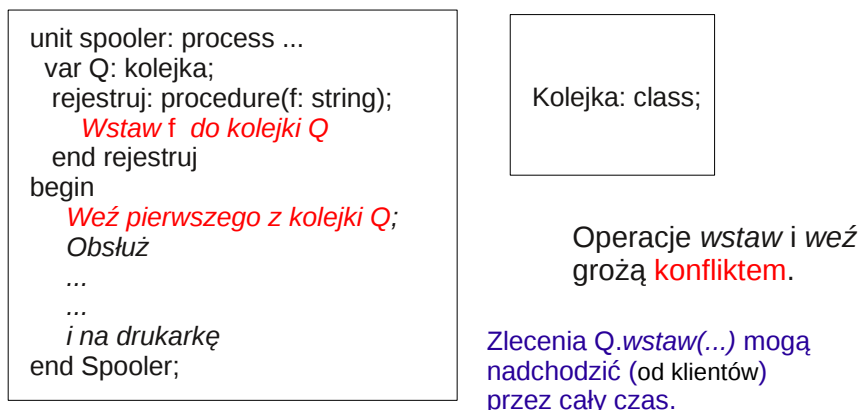 unit spooler: process ...
var Q: kolejka;
rejestruj: procedure(f: string);
Wstaw f do kolejki Q
end rejestruj
begin
Weź pierwszego z kolejki Q;
Obsłuż
...
...
i na drukarkę
end Spooler;
Kolejka: class;
Operacje wstaw i weź
grożą konfliktem.
Zlecenia Q.wstaw(...) mogą
nadchodzić (od klientów)
przez cały czas.